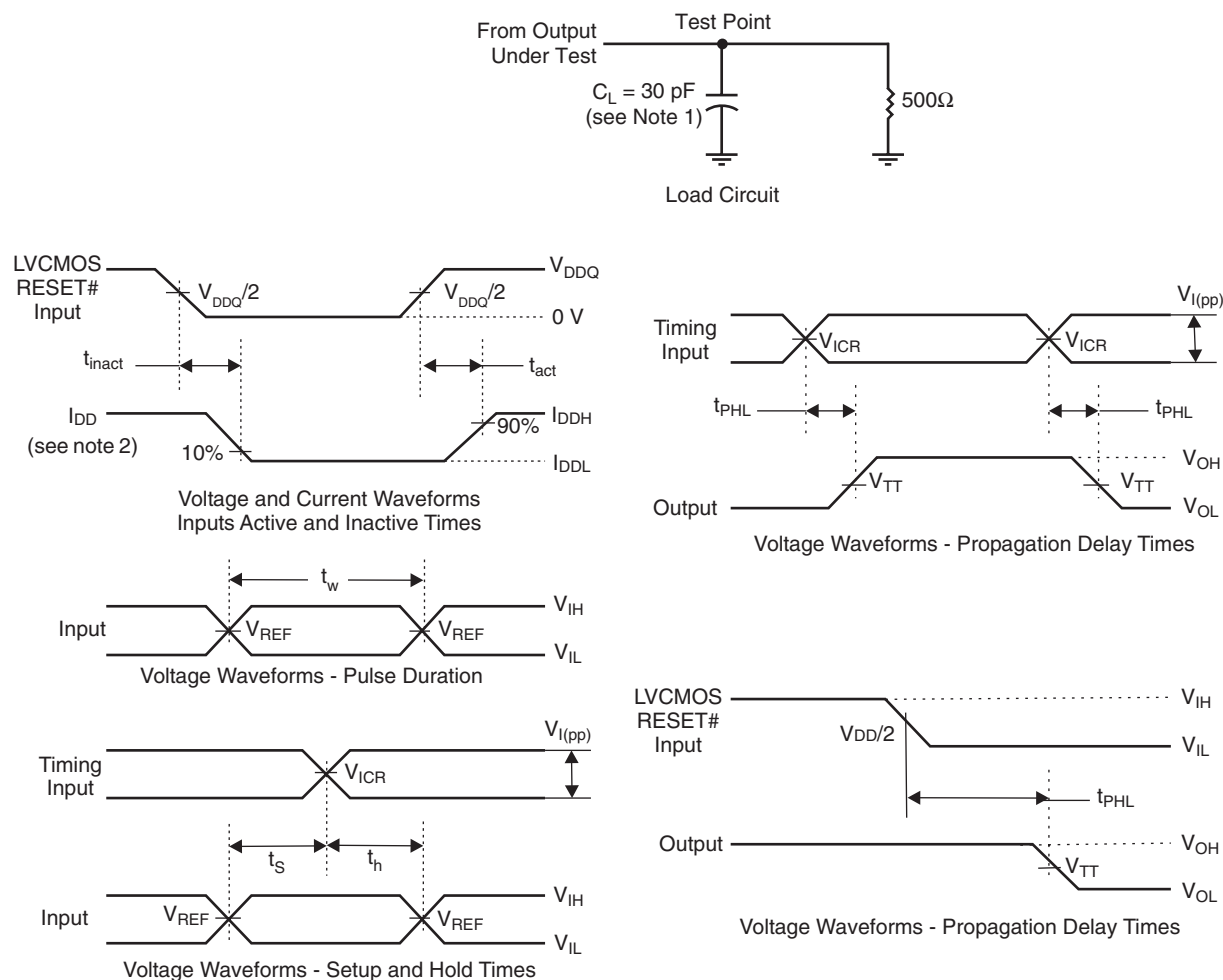 From Output
Under Test
Test Point
C_L = 30 pF
(see Note 1)
500Ω
Load Circuit
LVCMOS
RESET#
Input
V_DDQ/2
V_DDQ/2
V_DDQ
0 V
t_inact
t_act
I_DD
(see note 2)
10%
90%
I_DDH
I_DDL
Voltage and Current Waveforms
Inputs Active and Inactive Times
t_w
Input
V_REF
V_REF
V_IH
V_IL
Voltage Waveforms - Pulse Duration
Timing
Input
V_ICR
V_I(pp)
t_S
t_h
Input
V_REF
V_REF
V_IH
V_IL
Voltage Waveforms - Setup and Hold Times
Timing
Input
V_ICR
V_ICR
V_I(pp)
t_PHL
t_PHL
Output
V_TT
V_TT
V_OH
V_OL
Voltage Waveforms - Propagation Delay Times
LVCMOS
RESET#
Input
VDD/2
V_IH
V_IL
t_PHL
Output
V_TT
V_OH
V_OL
Voltage Waveforms - Propagation Delay Times